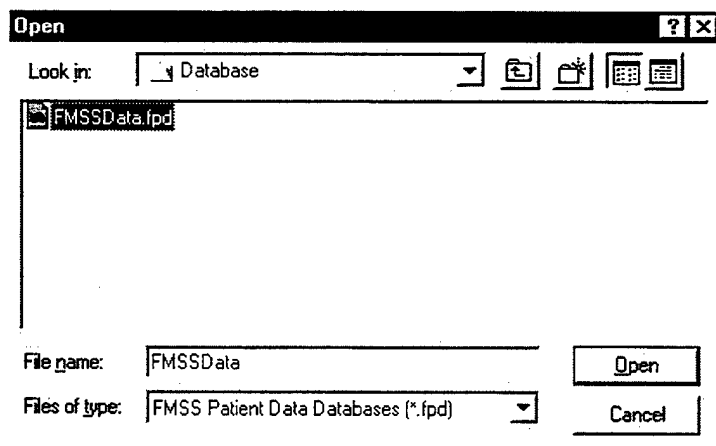 Open
Look in: Database
FMSSData.fpd
File name: FMSSData Open
Files of type: FMSS Patient Data Databases (*.fpd) Cancel